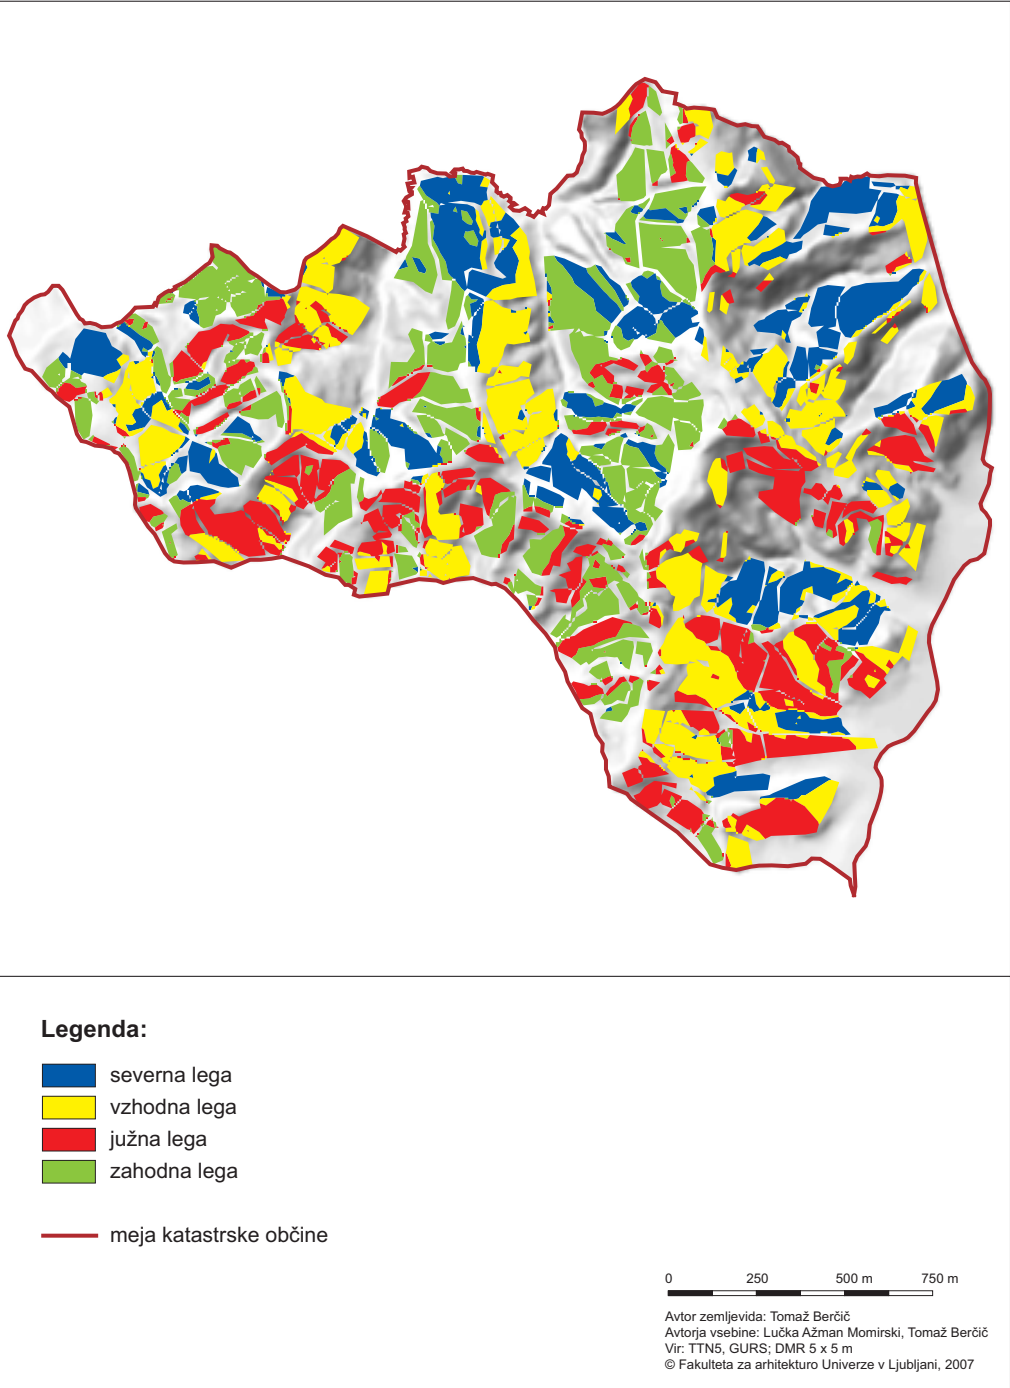 Legenda:
severna lega
vzhodna lega
južna lega
zahodna lega
meja katastrske občine
0 250 500 m 750 m
Avtor zemljevida: Tomaž Berčič
Avtorja vsebine: Lučka Ažman Momirski, Tomaž Berčič
Vir: TTN5, GURS; DMR 5 x 5 m
© Fakulteta za arhitekturo Univerze v Ljubljani, 2007